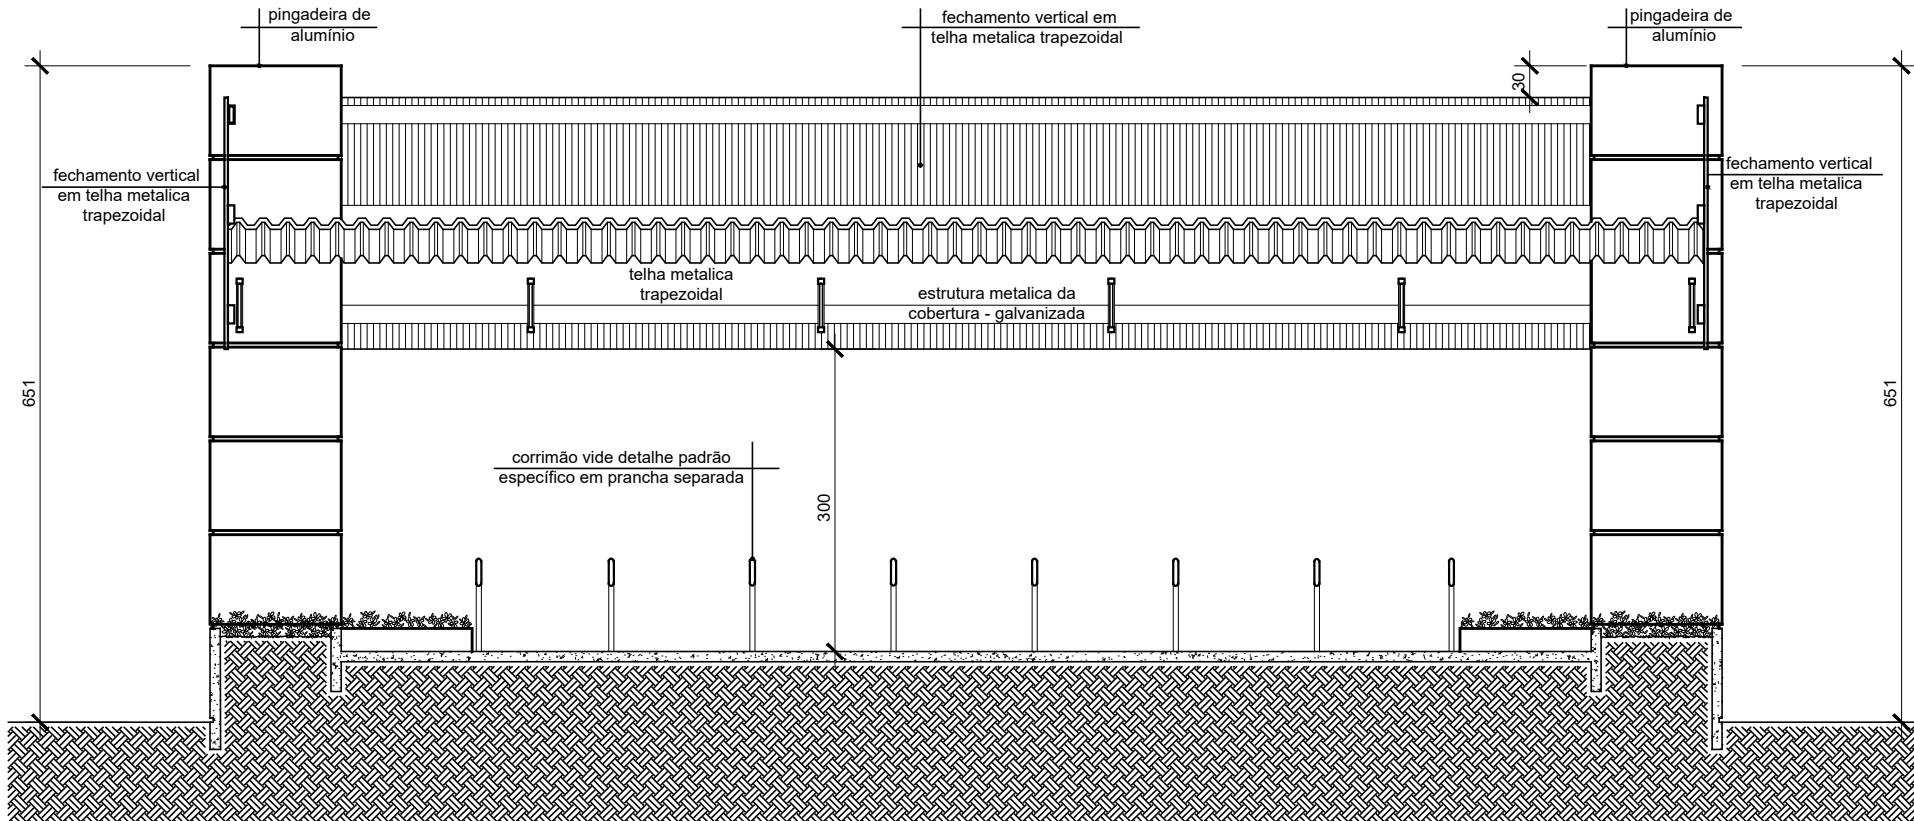 pingadeira de
alumínio
fechamento vertical em
telha metalica trapezoidal
pingadeira de
alumínio
30
fechamento vertical
em telha metalica
trapezoidal
fechamento vertical
em telha metalica
trapezoidal
telha metalica
trapezoidal
estrutura metalica da
cobertura - galvanizada
651
651
corrimão vide detalhe padrão
específico em prancha separada
300